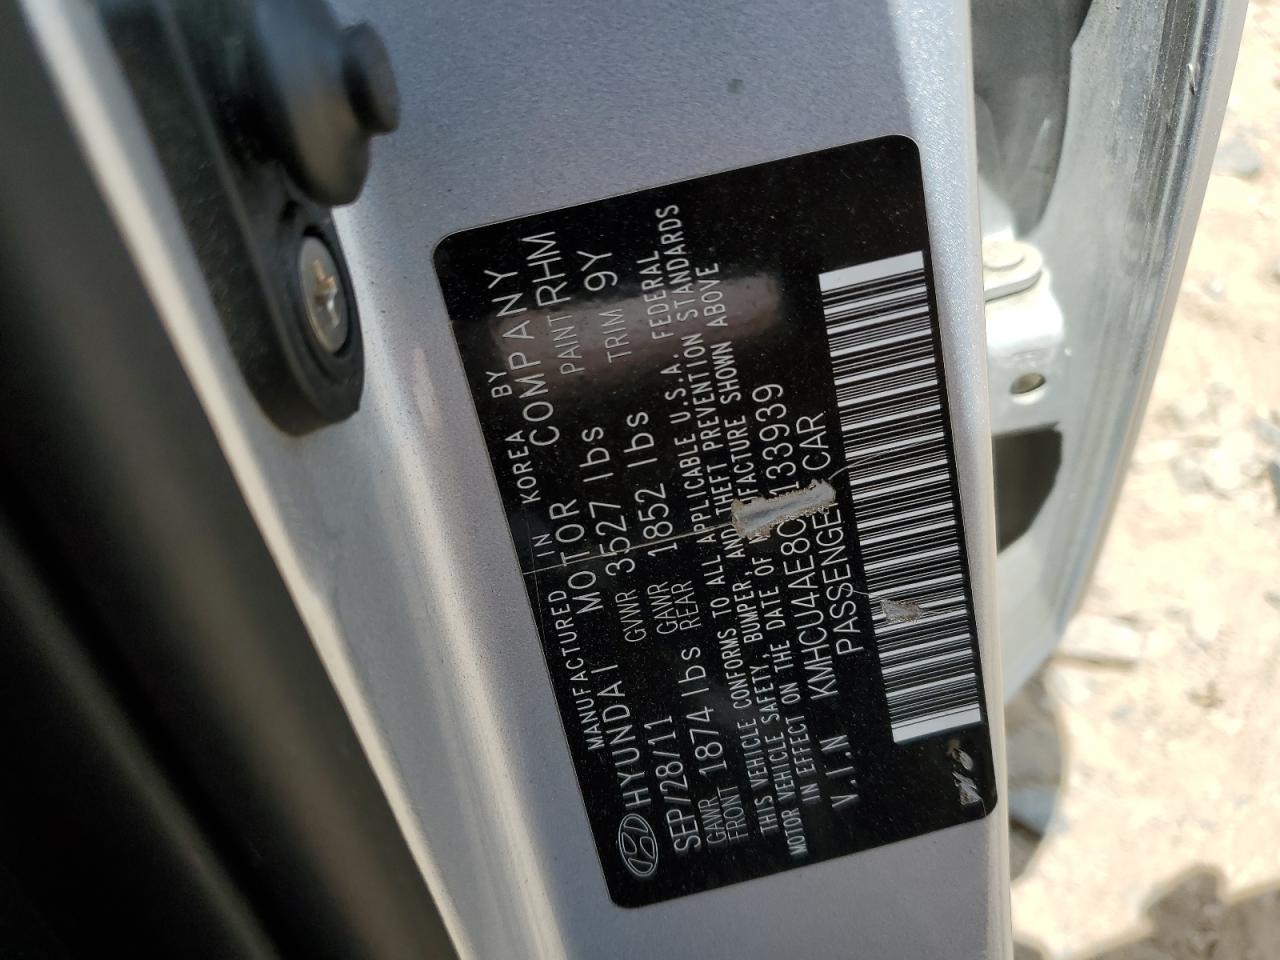 MANUFACTURED IN KOREA BY
HYUNDAI MOTOR COMPANY
SEP/28/11 GVWR 3527 lbs PAINT RHM
GAWR FRONT 1874 lbs GAWR REAR 1852 lbs TRIM 9Y
THIS VEHICLE CONFORMS TO ALL APPLICABLE U.S.A. FEDERAL
MOTOR VEHICLE SAFETY, BUMPER, AND THEFT PREVENTION STANDARDS
IN EFFECT ON THE DATE OF MANUFACTURE SHOWN ABOVE
V.I.N KMHCU4AE8C 133939
PASSENGER CAR